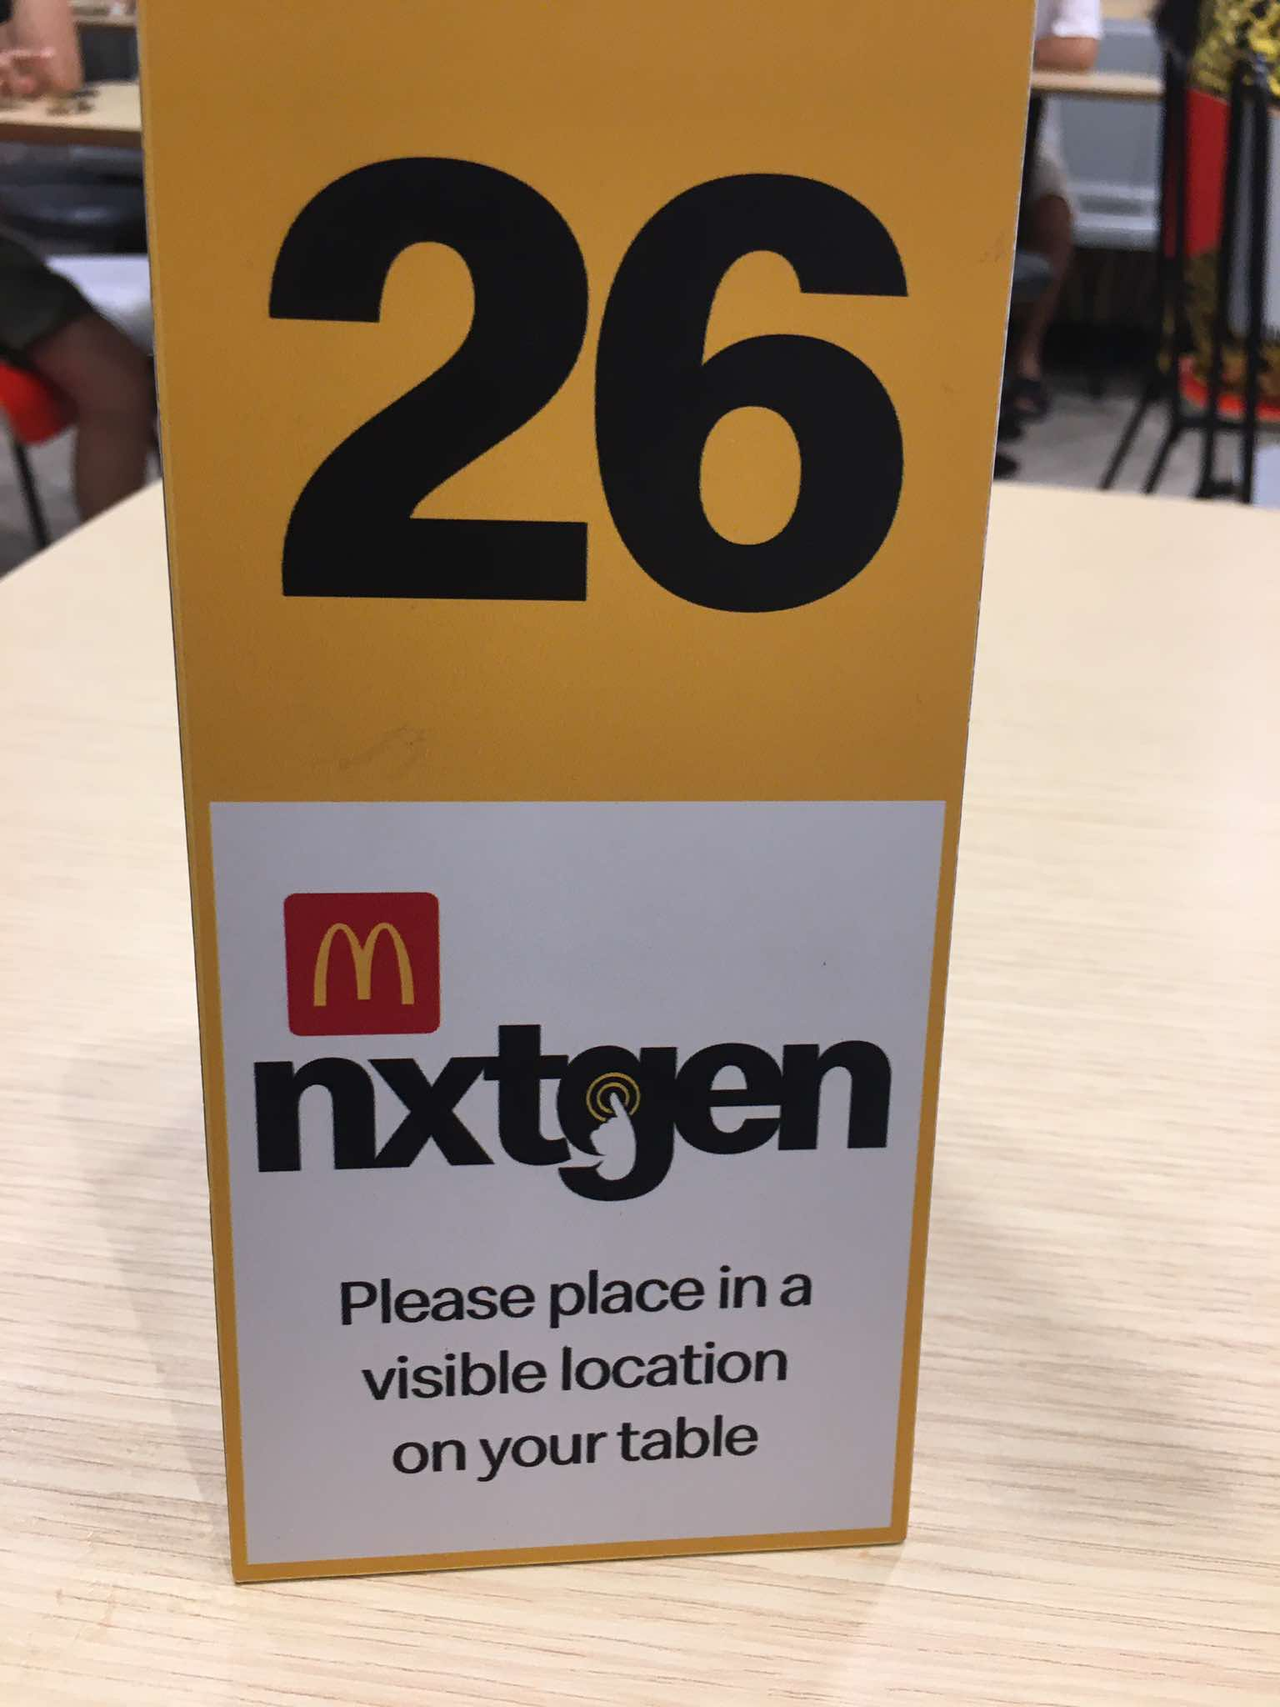 26
M
nxtgen
Please place in a
visible location
on your table